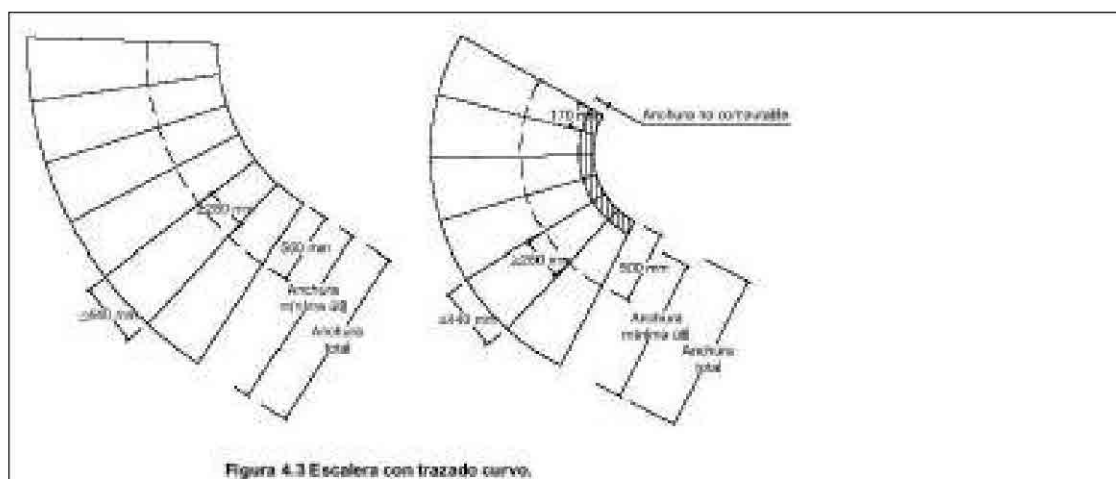 170 mm
Anchura no computable
≥280 mm
500 mm
Anchura
mínima útil
≤440 mm
Anchura
total
≥280 mm
500 mm
Anchura
mínima útil
≤440 mm
Anchura
total
Figura 4.3 Escalera con trazado curvo.